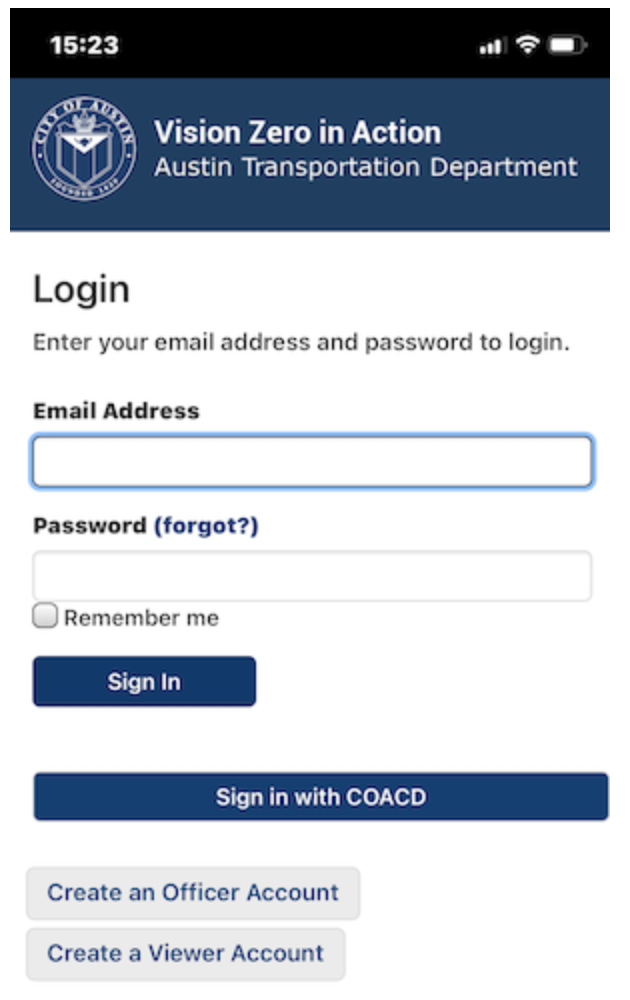 15:23
CITY OF AUSTIN
FOUNDED 1839
Vision Zero in Action
Austin Transportation Department
Login
Enter your email address and password to login.
Email Address
Password (forgot?)
Remember me
Sign In
Sign in with COACD
Create an Officer Account
Create a Viewer Account